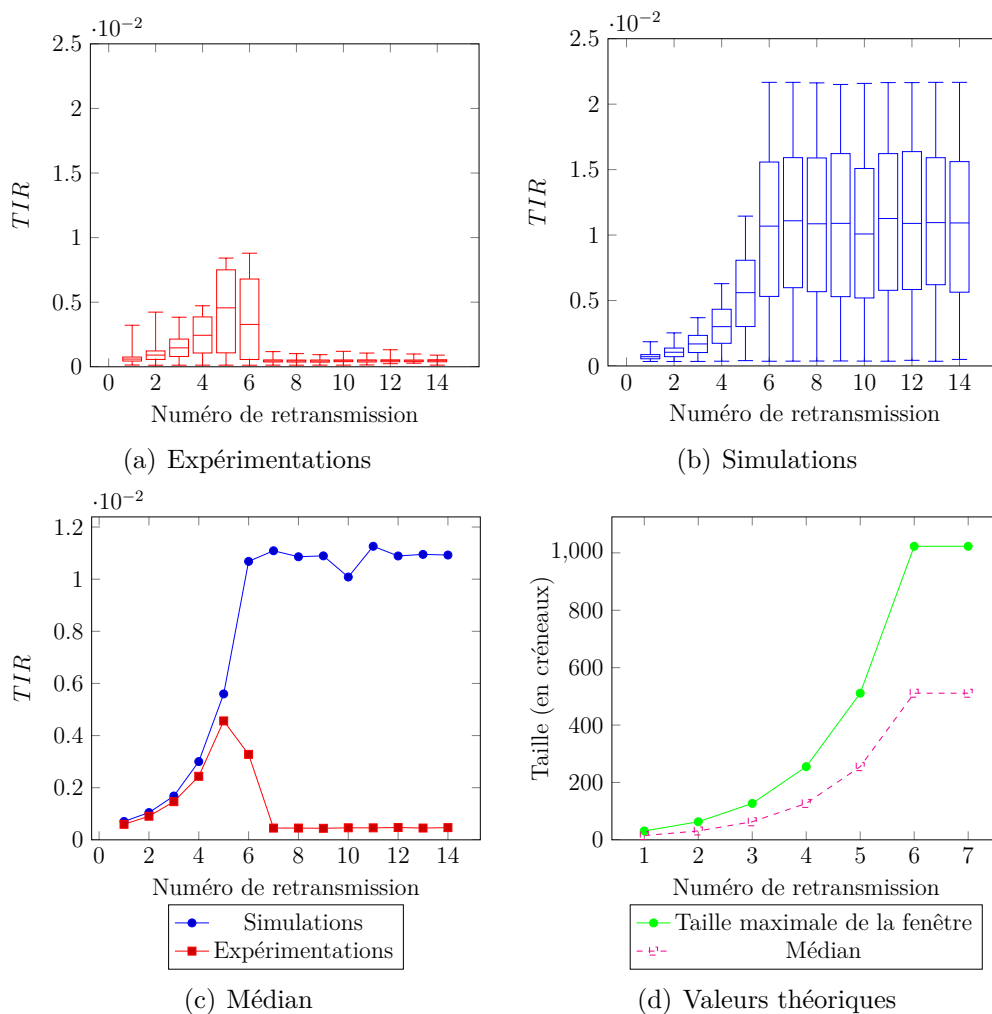 ·10−2
2.5
2
1.5
1
0.5
0
TIR
0 2 4 6 8 10 12 14
Numéro de retransmission
(a) Expérimentations
·10−2
2.5
2
1.5
1
0.5
0
TIR
0 2 4 6 8 10 12 14
Numéro de retransmission
(b) Simulations
·10−2
1.2
1
0.8
0.6
0.4
0.2
0
TIR
0 2 4 6 8 10 12 14
Numéro de retransmission
Simulations
Expérimentations
(c) Médian
1,000
800
600
400
200
0
Taille (en créneaux)
1 2 3 4 5 6 7
Numéro de retransmission
Taille maximale de la fenêtre
Médian
(d) Valeurs théoriques